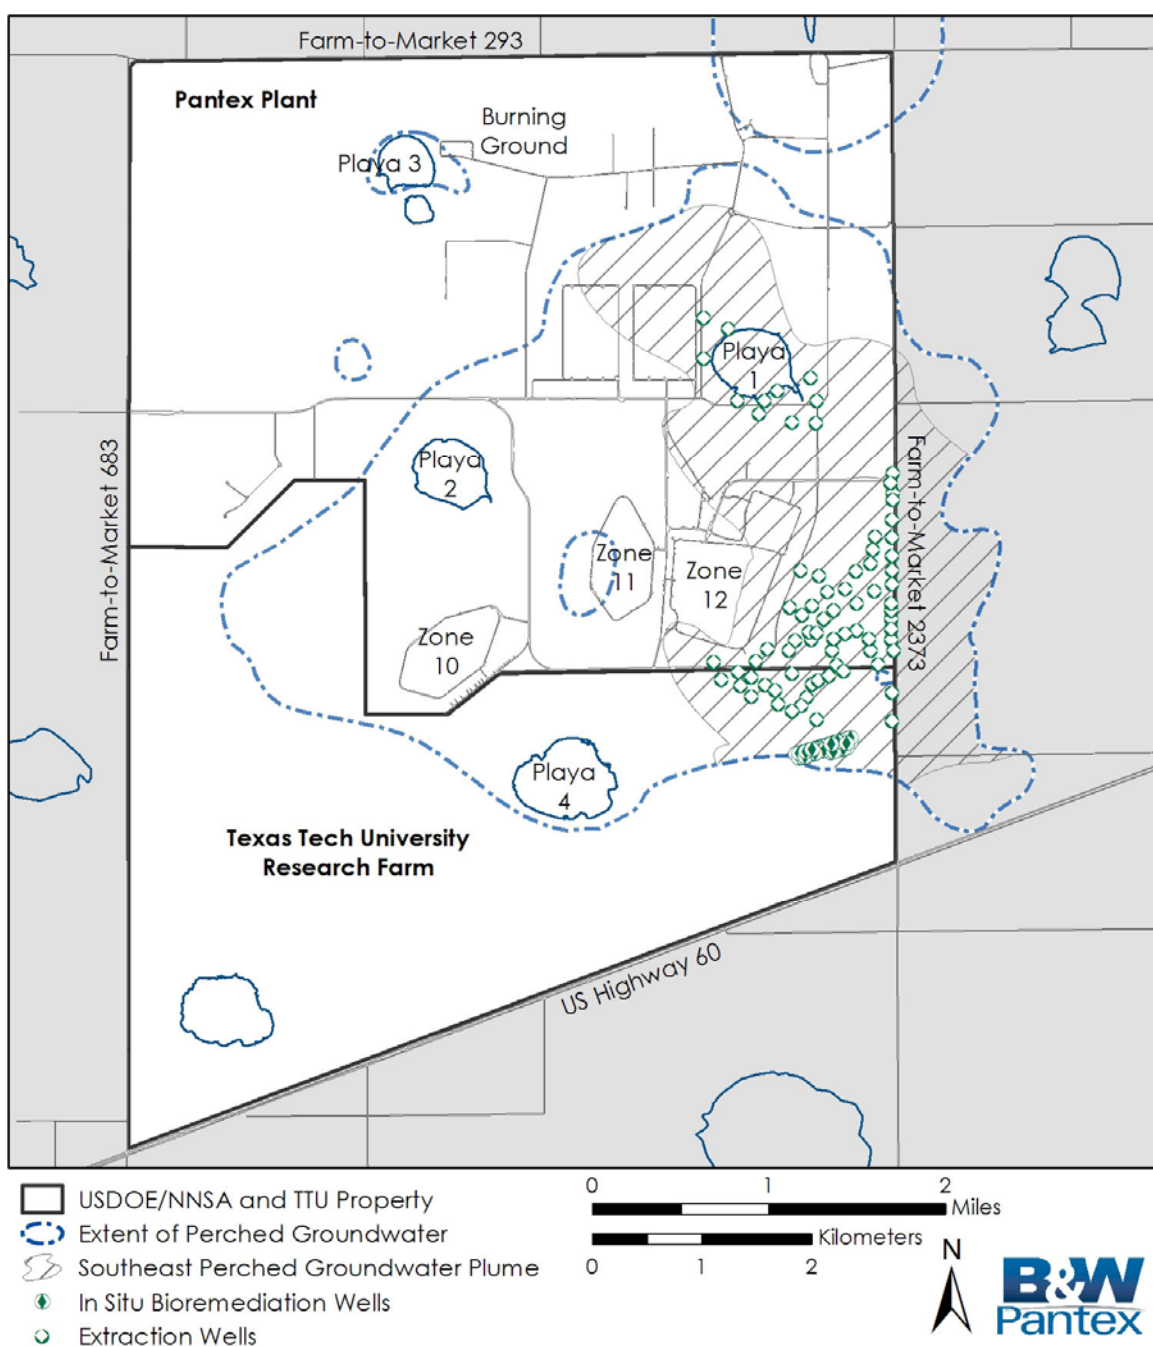 Farm-to-Market 293
Pantex Plant
Burning
Ground
Playa 3
Playa
1
Farm-to-Market 683
Playa
2
Farm-to-Market 2373
Zone
11
Zone
12
Zone
10
Playa
4
Texas Tech University
Research Farm
US Highway 60
USDOE/NNSA and TTU Property
Extent of Perched Groundwater
Southeast Perched Groundwater Plume
In Situ Bioremediation Wells
Extraction Wells
0 1 2
Miles
Kilometers
0 1 2
N
B&W
Pantex